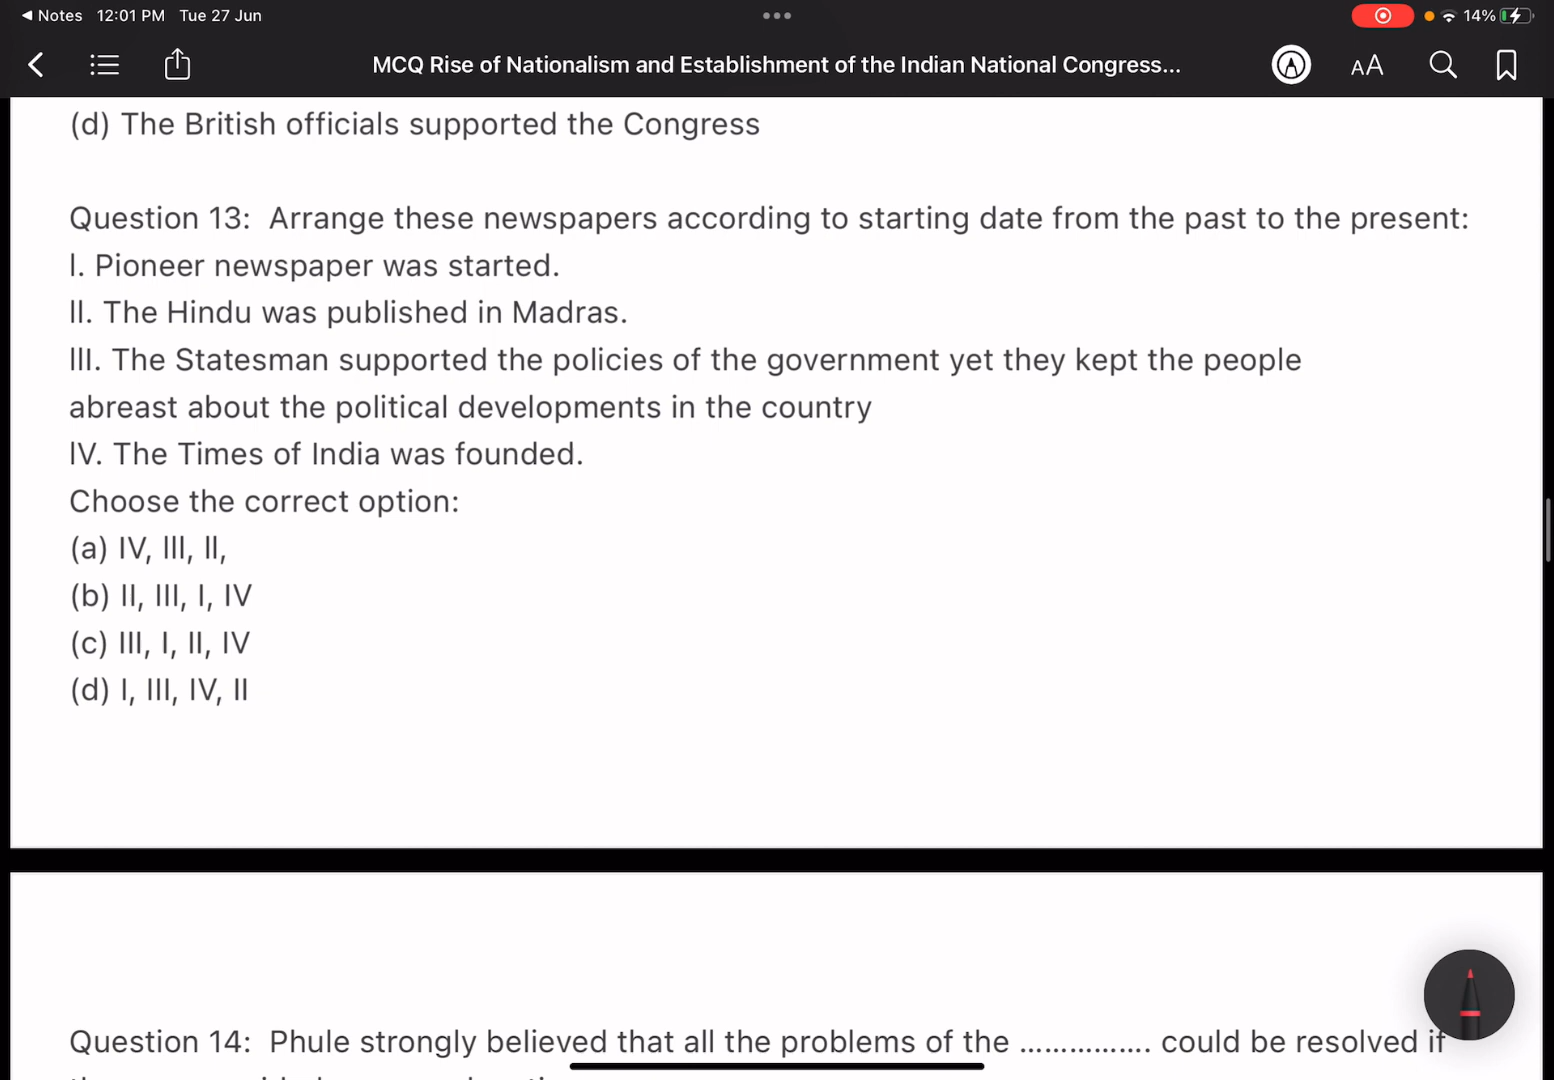 ◀ Notes 12:01 PM Tue 27 Jun
14%
MCQ Rise of Nationalism and Establishment of the Indian National Congress...
AA
(d) The British officials supported the Congress
Question 13: Arrange these newspapers according to starting date from the past to the present:
I. Pioneer newspaper was started.
II. The Hindu was published in Madras.
III. The Statesman supported the policies of the government yet they kept the people
abreast about the political developments in the country
IV. The Times of India was founded.
Choose the correct option:
(a) IV, III, II,
(b) II, III, I, IV
(c) III, I, II, IV
(d) I, III, IV, II
Question 14: Phule strongly believed that all the problems of the ................ could be resolved if